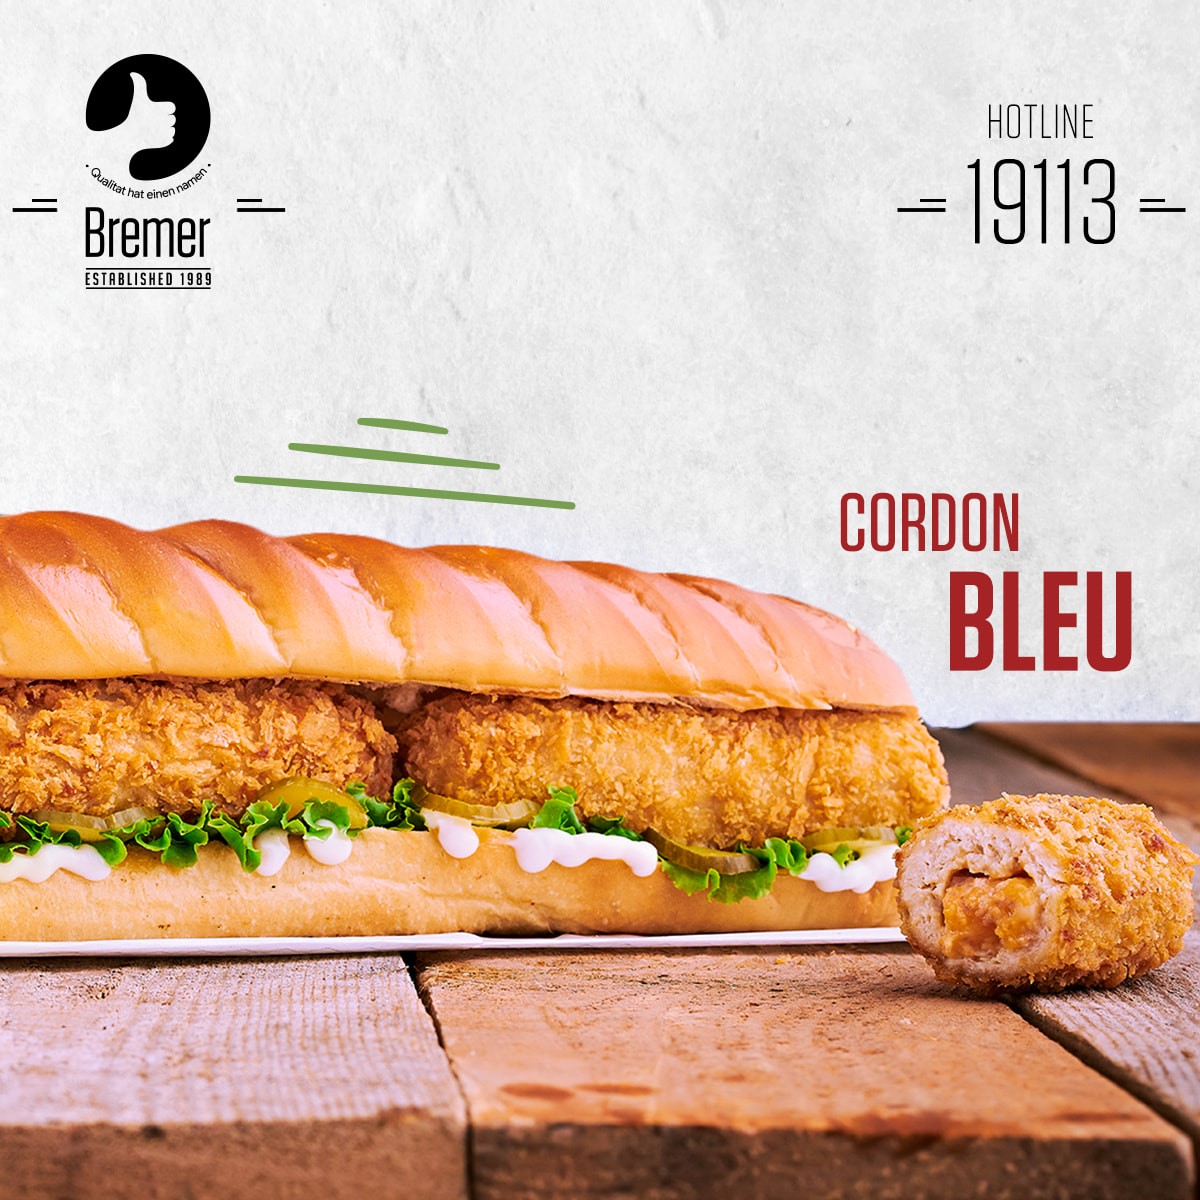 · Qualitat hat einen namen ·
Bremer
ESTABLISHED 1989
HOTLINE
19113
CORDON
BLEU